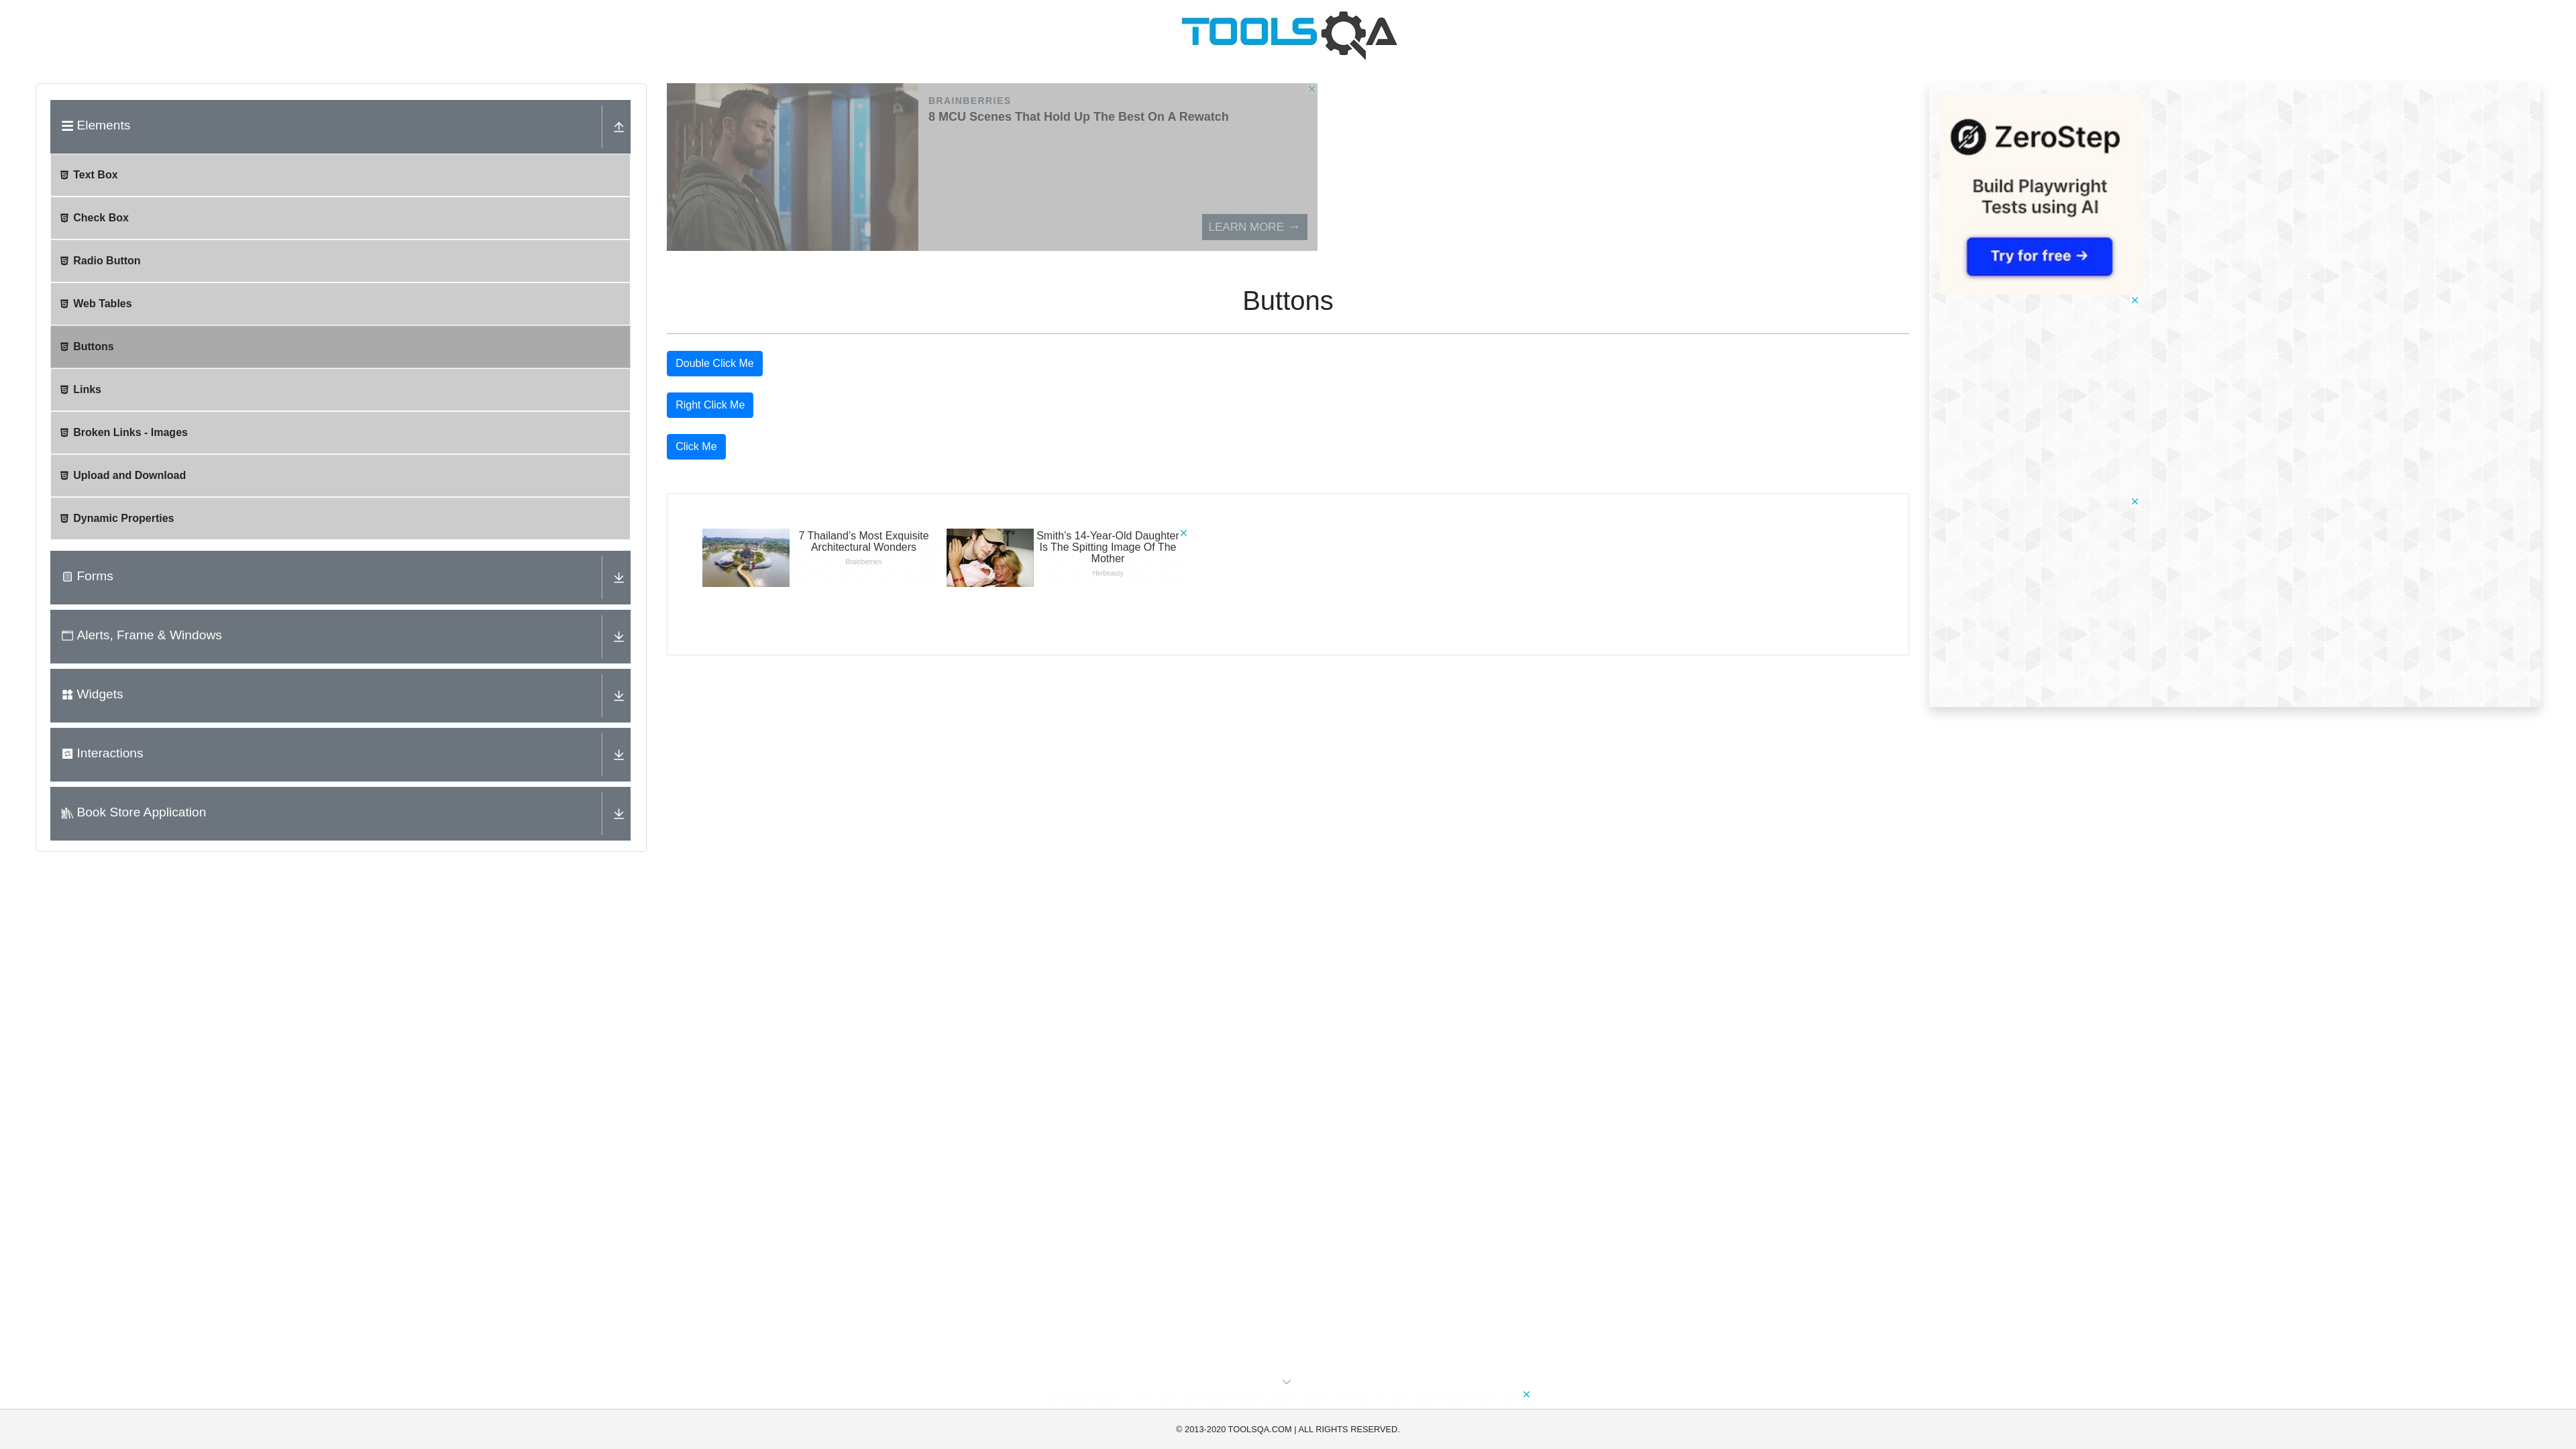 TOOLSQA
Elements
Text Box
Check Box
Radio Button
Web Tables
Buttons
Links
Broken Links - Images
Upload and Download
Dynamic Properties
Forms
Alerts, Frame & Windows
Widgets
Interactions
Book Store Application
BRAINBERRIES
8 MCU Scenes That Hold Up The Best On A Rewatch
LEARN MORE →
Buttons
Double Click Me
Right Click Me
Click Me
7 Thailand's Most Exquisite
Architectural Wonders
Brainberries
Smith's 14-Year-Old Daughter
Is The Spitting Image Of The
Mother
Herbeauty
ZeroStep
Build Playwright
Tests using AI
Try for free →
© 2013-2020 TOOLSQA.COM | ALL RIGHTS RESERVED.